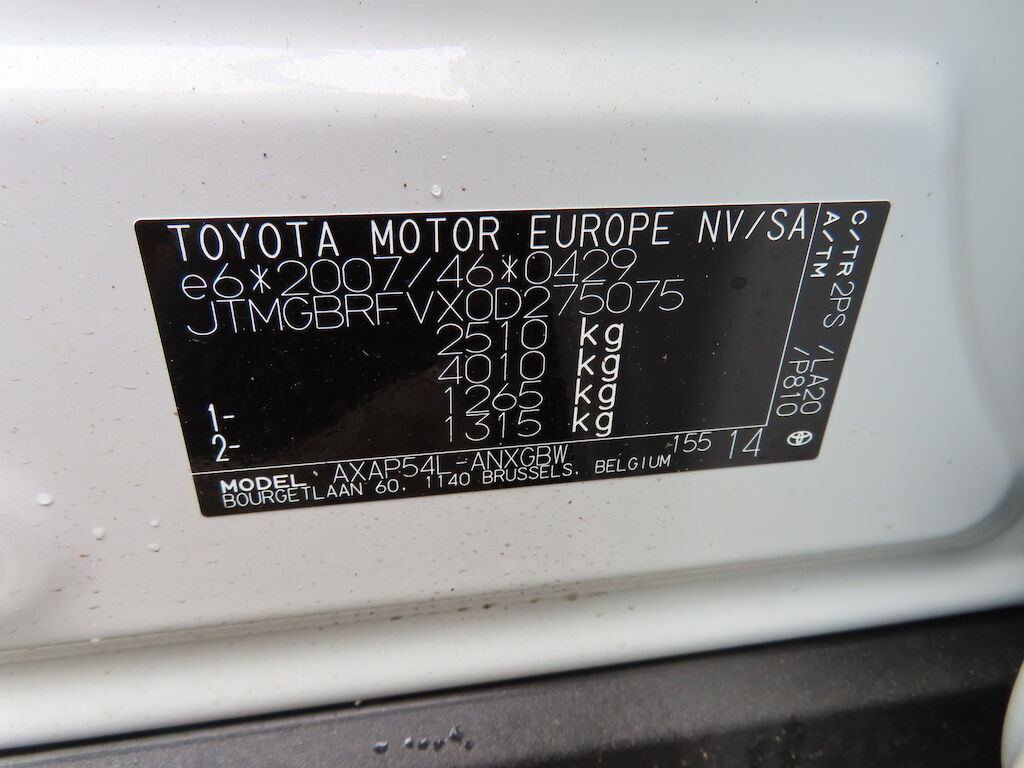 TOYOTA MOTOR EUROPE NV/SA
e6*2007/46*0429
JTMGBRFVX0D275075
2510 kg
4010 kg
1- 1265 kg
2- 1315 kg
C/TR 2PS /LA20
A/TM /P810
MODEL AXAP54L-ANXGBW 155 14
BOURGETLAAN 60. 1140 BRUSSELS. BELGIUM